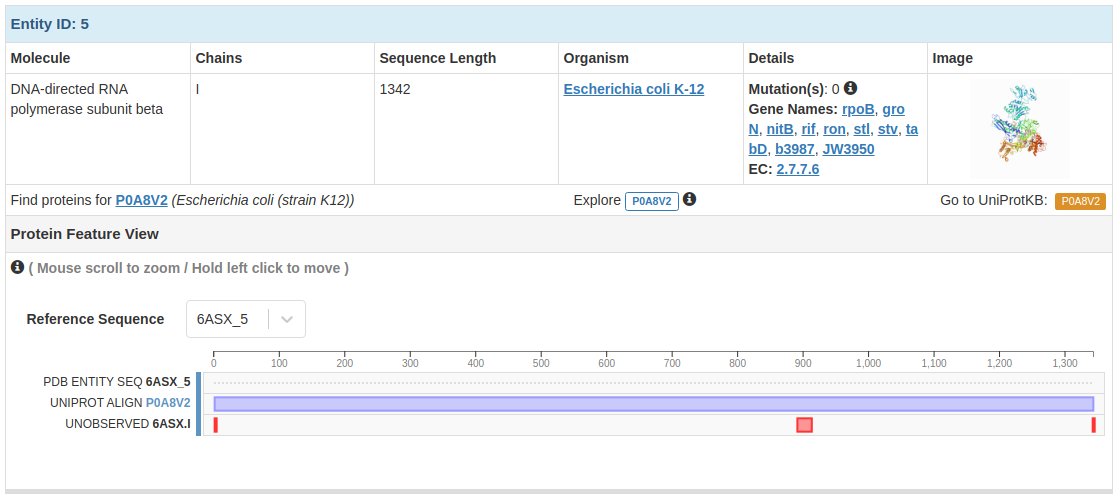 Entity ID: 5
Molecule Chains Sequence Length Organism Details Image
DNA-directed RNA polymerase subunit beta
I
1342
Escherichia coli K-12
Mutation(s): 0
Gene Names: rpoB, gro
N, nitB, rif, ron, stl, stv, ta
bD, b3987, JW3950
EC: 2.7.7.6
Find proteins for P0A8V2 (Escherichia coli (strain K12)) Explore P0A8V2 Go to UniProtKB: P0A8V2
Protein Feature View
( Mouse scroll to zoom / Hold left click to move )
Reference Sequence 6ASX_5
0 100 200 300 400 500 600 700 800 900 1,000 1,100 1,200 1,300
PDB ENTITY SEQ 6ASX_5
UNIPROT ALIGN P0A8V2
UNOBSERVED 6ASX.I